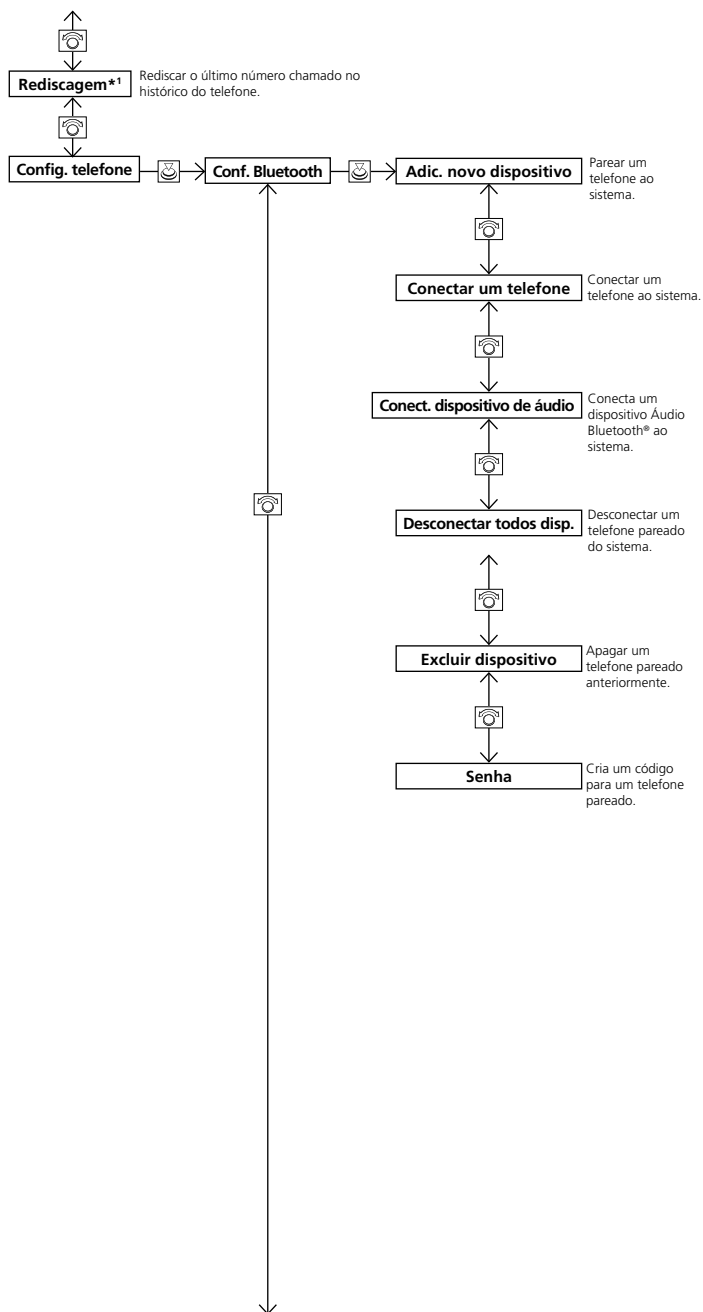 Rediscagem*1
Rediscar o último número chamado no
histórico do telefone.
Config. telefone
Conf. Bluetooth
Adic. novo dispositivo
Parear um
telefone ao
sistema.
Conectar um telefone
Conectar um
telefone ao sistema.
Conect. dispositivo de áudio
Conecta um
dispositivo Áudio
Bluetooth® ao
sistema.
Desconectar todos disp.
Desconectar um
telefone pareado
do sistema.
Excluir dispositivo
Apagar um
telefone pareado
anteriormente.
Senha
Cria um código
para um telefone
pareado.